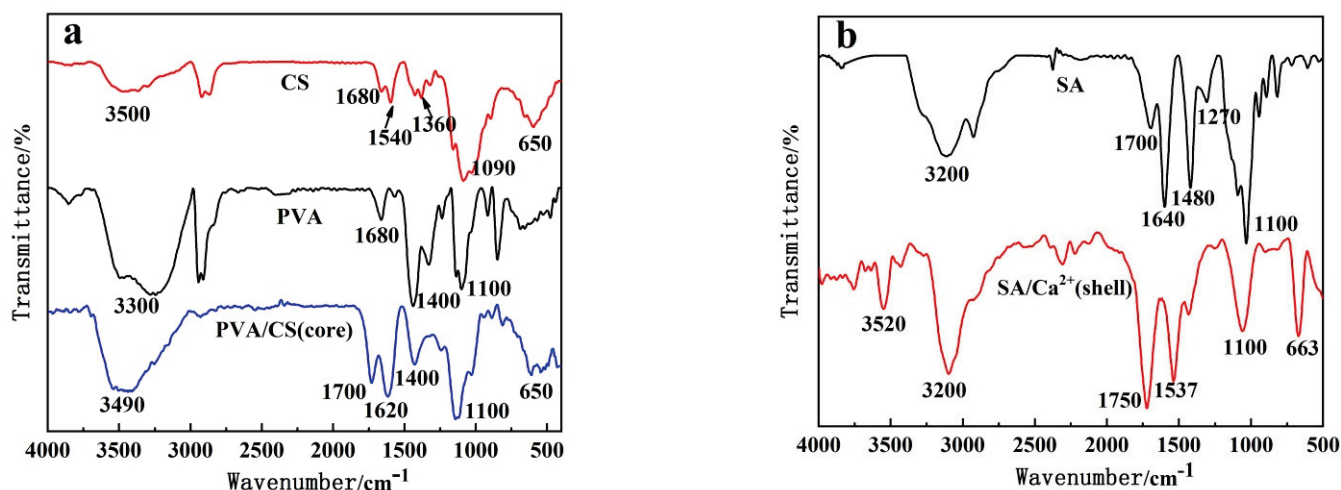 a
CS
3500
1680
1540
1360
1090
650
PVA
3300
1680
1400
1100
PVA/CS(core)
3490
1700
1620
1400
1100
650
Transmittance/%
4000 3500 3000 2500 2000 1500 1000 500
Wavenumber/cm⁻¹
b
SA
3200
1700
1640
1480
1270
1100
SA/Ca²⁺(shell)
3520
3200
1750
1537
1100
663
Transmittance/%
4000 3500 3000 2500 2000 1500 1000 500
Wavenumber/cm⁻¹